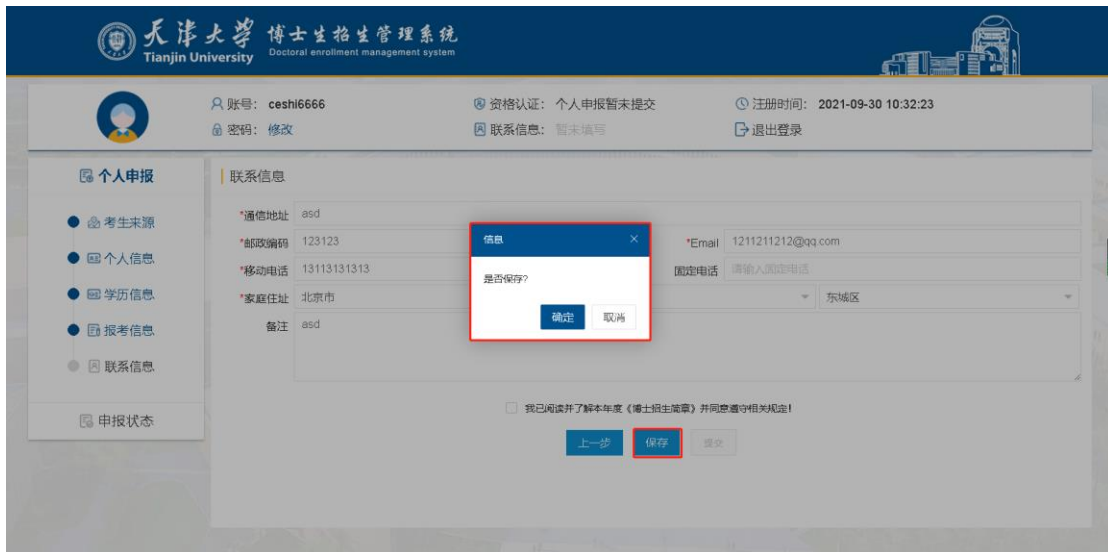 天津大学 博士生招生管理系统
Tianjin University Doctoral enrollment management system
账号： ceshi6666 资格认证： 个人申报暂未提交 注册时间： 2021-09-30 10:32:23
密码： 修改 联系信息： 暂未填写 退出登录
个人申报
考生来源
个人信息
学历信息
报考信息
联系信息
申报状态
联系信息
*通信地址 asd
*邮政编码 123123 *Email 1211211212@qq.com
*移动电话 13113131313 固定电话 请输入固定电话
*家庭住址 北京市 东城区
备注 asd
信息 ×
是否保存?
确定 取消
我已阅读并了解本年度《博士招生简章》并同意遵守相关规定！
上一步 保存 提交